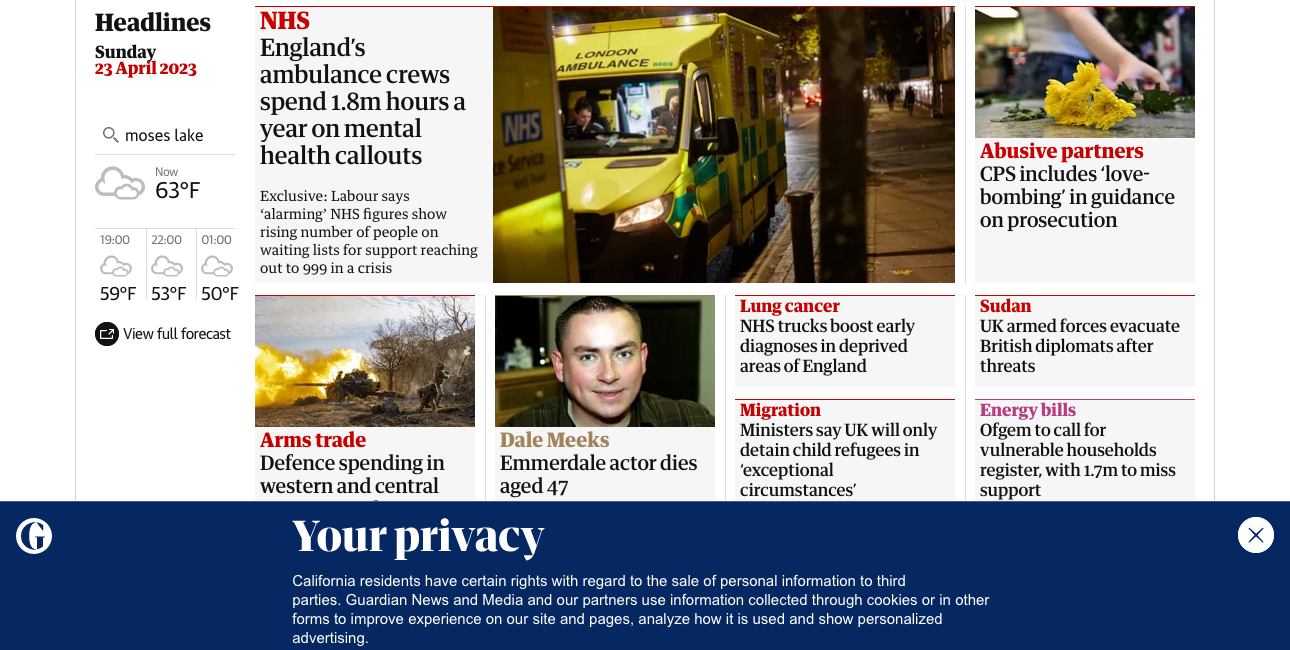 Headlines
Sunday
23 April 2023
moses lake
Now
63°F
19:00
22:00
01:00
59°F
53°F
50°F
View full forecast
NHS
England's
ambulance crews
spend 1.8m hours a
year on mental
health callouts
Exclusive: Labour says
‘alarming’ NHS figures show
rising number of people on
waiting lists for support reaching
out to 999 in a crisis
LONDON
AMBULANCE
NHS
Service
Abusive partners
CPS includes ‘love-
bombing’ in guidance
on prosecution
Arms trade
Defence spending in
western and central
Dale Meeks
Emmerdale actor dies
aged 47
Lung cancer
NHS trucks boost early
diagnoses in deprived
areas of England
Migration
Ministers say UK will only
detain child refugees in
‘exceptional
circumstances’
Sudan
UK armed forces evacuate
British diplomats after
threats
Energy bills
Ofgem to call for
vulnerable households
register, with 1.7m to miss
support
Your privacy
California residents have certain rights with regard to the sale of personal information to third
parties. Guardian News and Media and our partners use information collected through cookies or in other
forms to improve experience on our site and pages, analyze how it is used and show personalized
advertising.